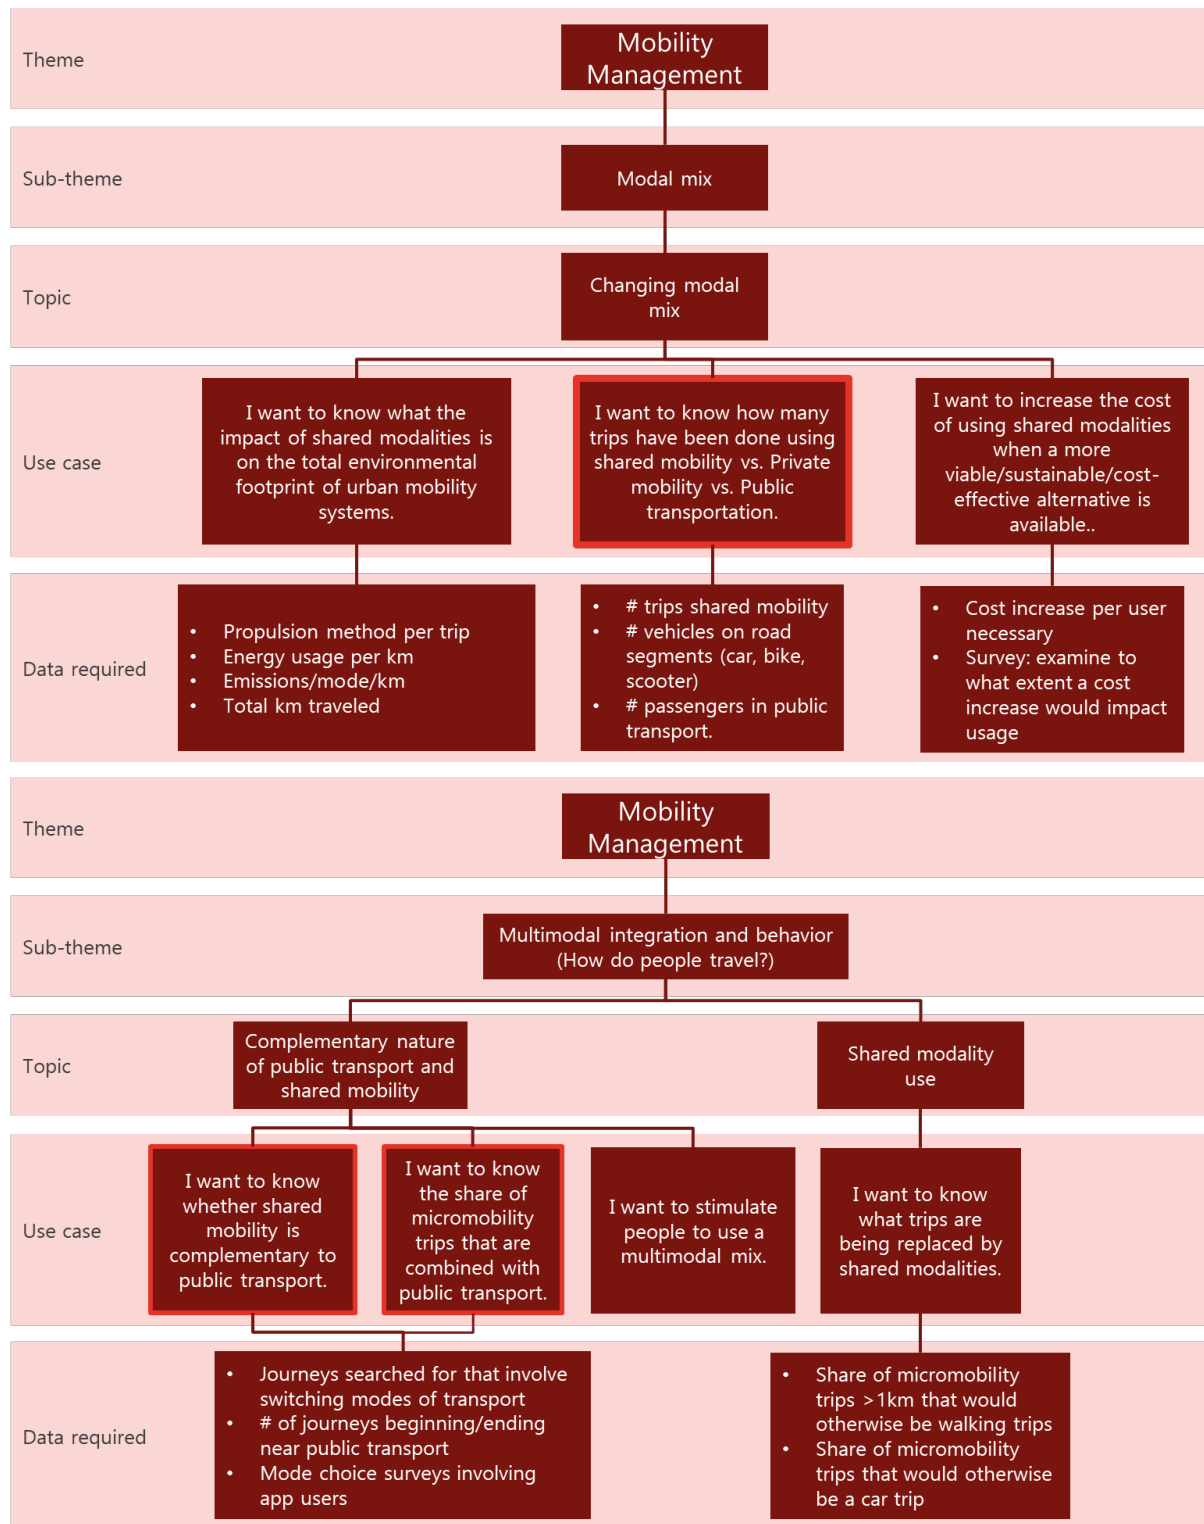 Theme
Mobility
Management
Sub-theme
Modal mix
Topic
Changing modal
mix
Use case
I want to know what the
impact of shared modalities is
on the total environmental
footprint of urban mobility
systems.
I want to know how many
trips have been done using
shared mobility vs. Private
mobility vs. Public
transportation.
I want to increase the cost
of using shared modalities
when a more
viable/sustainable/cost-
effective alternative is
available..
Data required
• Propulsion method per trip
• Energy usage per km
• Emissions/mode/km
• Total km traveled
• # trips shared mobility
• # vehicles on road
segments (car, bike,
scooter)
• # passengers in public
transport.
• Cost increase per user
necessary
• Survey: examine to
what extent a cost
increase would impact
usage
Theme
Mobility
Management
Sub-theme
Multimodal integration and behavior
(How do people travel?)
Topic
Complementary nature
of public transport and
shared mobility
Shared modality
use
Use case
I want to know
whether shared
mobility is
complementary to
public transport.
I want to know
the share of
micromobility
trips that are
combined with
public transport.
I want to stimulate
people to use a
multimodal mix.
I want to know
what trips are
being replaced by
shared modalities.
Data required
• Journeys searched for that involve
switching modes of transport
• # of journeys beginning/ending
near public transport
• Mode choice surveys involving
app users
• Share of micromobility
trips >1km that would
otherwise be walking trips
• Share of micromobility
trips that would otherwise
be a car trip